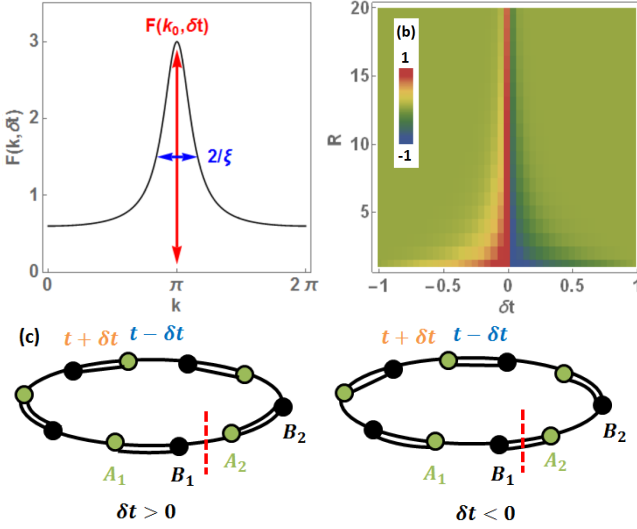 F(k₀,δt)
3
2
1
0
F(k,δt)
2/ξ
0
π
2 π
k
(b)
1
-1
20
15
10
5
R
−1
−0.5
0
0.5
1
δt
(c)
t + δt
t − δt
A₁
B₁
A₂
B₂
δt > 0
t + δt
t − δt
A₁
B₁
A₂
B₂
δt < 0